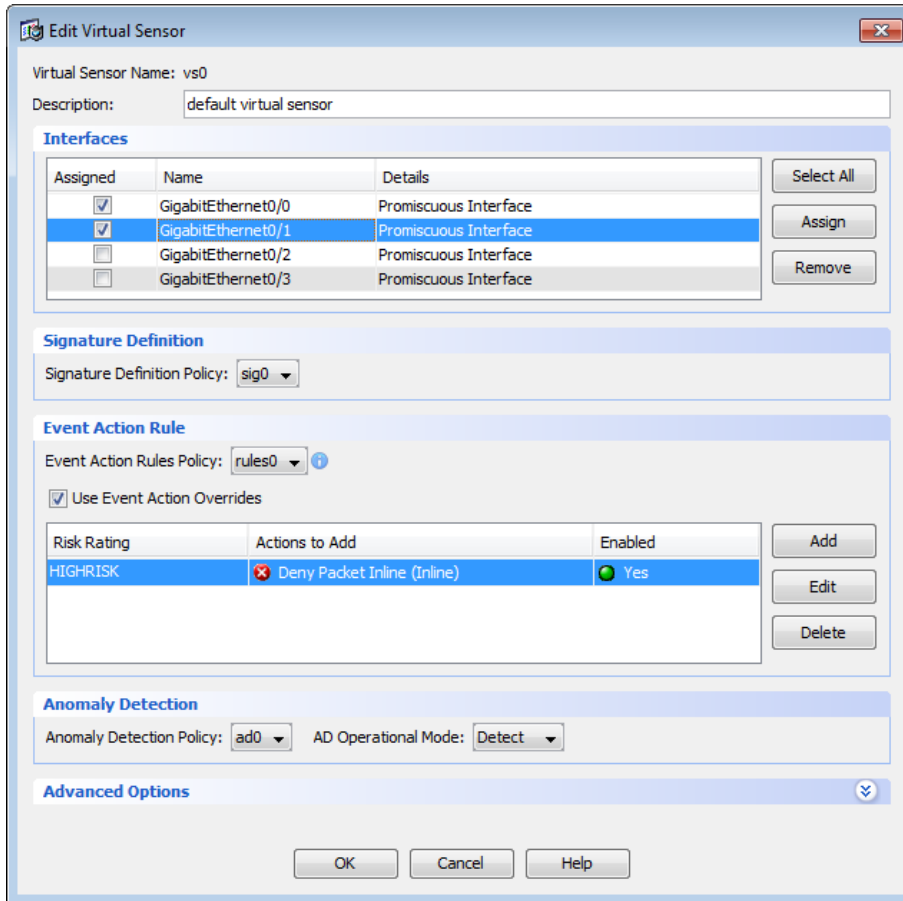 Edit Virtual Sensor
Virtual Sensor Name: vs0
Description: default virtual sensor
Interfaces
Assigned Name Details
GigabitEthernet0/0 Promiscuous Interface
GigabitEthernet0/1 Promiscuous Interface
GigabitEthernet0/2 Promiscuous Interface
GigabitEthernet0/3 Promiscuous Interface
Select All
Assign
Remove
Signature Definition
Signature Definition Policy: sig0
Event Action Rule
Event Action Rules Policy: rules0
Use Event Action Overrides
Risk Rating Actions to Add Enabled
HIGHRISK Deny Packet Inline (Inline) Yes
Add
Edit
Delete
Anomaly Detection
Anomaly Detection Policy: ad0 AD Operational Mode: Detect
Advanced Options
OK Cancel Help